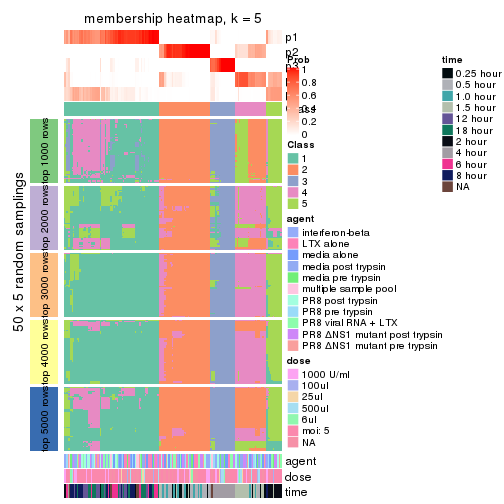 membership heatmap, k = 5
p1
p2
Prob
1
0.8
0.6
0.4
0.2
0
Class
1
2
3
4
5
agent
interferon-beta
LTX alone
media alone
media post trypsin
media pre trypsin
multiple sample pool
PR8 post trypsin
PR8 pre trypsin
PR8 viral RNA + LTX
PR8 ΔNS1 mutant post trypsin
PR8 ΔNS1 mutant pre trypsin
dose
1000 U/ml
100ul
25ul
500ul
6ul
moi: 5
NA
time
0.25 hour
0.5 hour
1.0 hour
1.5 hour
12 hour
18 hour
2 hour
4 hour
6 hour
8 hour
NA
50 x 5 random samplings
top 1000 rows
top 2000 rows
top 3000 rows
top 4000 rows
top 5000 rows
agent
dose
time